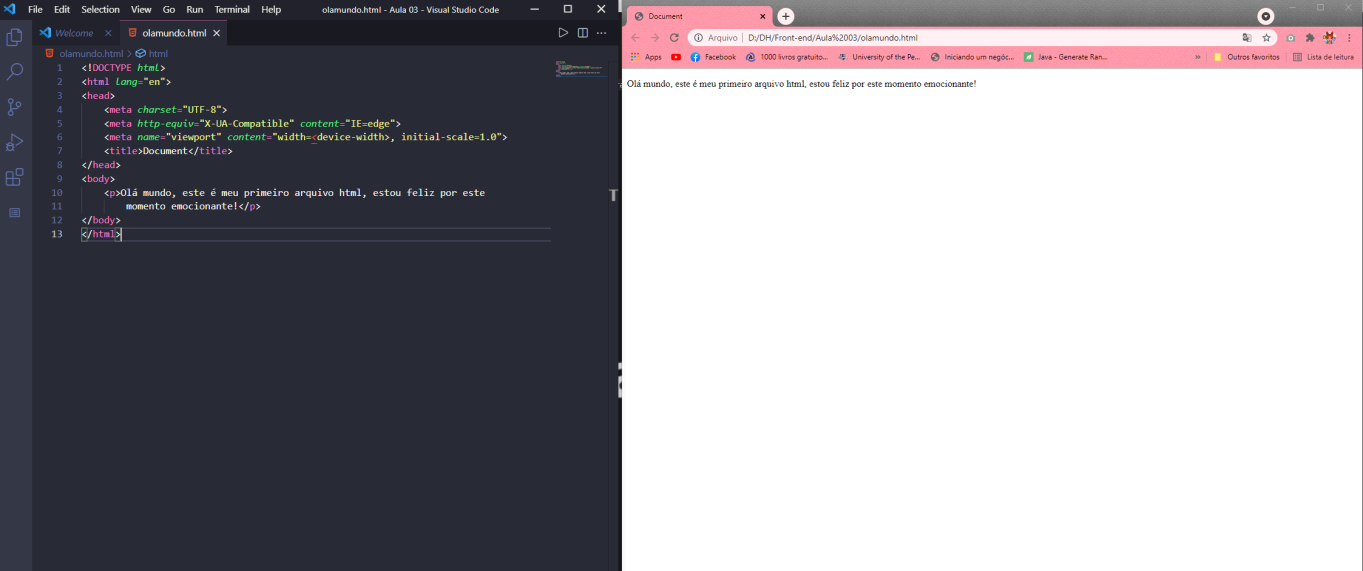 File Edit Selection View Go Run Terminal Help olamundo.html - Aula 03 - Visual Studio Code
Welcome olamundo.html
olamundo.html > html
1 <!DOCTYPE html>
2 <html lang="en">
3 <head>
4 <meta charset="UTF-8">
5 <meta http-equiv="X-UA-Compatible" content="IE=edge">
6 <meta name="viewport" content="width=<device-width>, initial-scale=1.0">
7 <title>Document</title>
8 </head>
9 <body>
10 <p>Olá mundo, este é meu primeiro arquivo html, estou feliz por este
11 momento emocionante!</p>
12 </body>
13 </html>
T
Document
Arquivo D:/DH/Front-end/Aula%2003/olamundo.html
Apps Facebook 1000 livros gratuito... University of the Pe... Iniciando um negóc... Java - Generate Ran... » Outros favoritos Lista de leitura
Olá mundo, este é meu primeiro arquivo html, estou feliz por este momento emocionante!